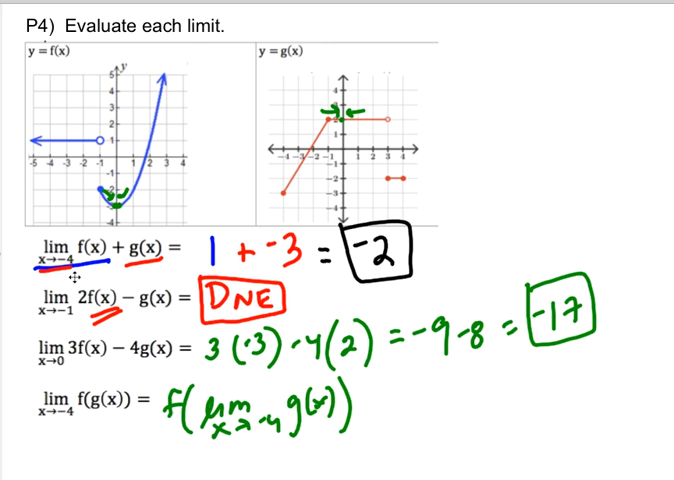 P4) Evaluate each limit.
y = f(x)
y = g(x)
lim x→−4 f(x) + g(x) = 1 + -3 = -2
lim x→−1 2f(x) − g(x) = DNE
lim x→0 3f(x) − 4g(x) = 3(-3) - 4(2) = -9 -8 = -17
lim x→−4 f(g(x)) = f(lim x→-4 g(x))